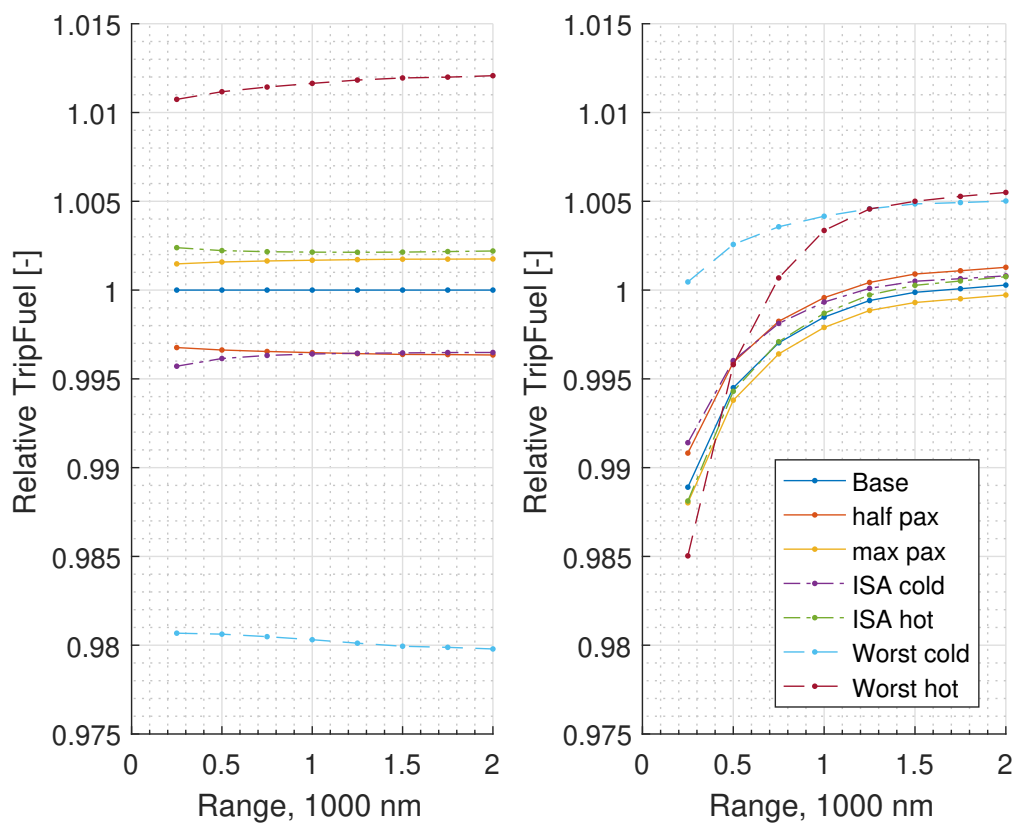 1.015
1.01
1.005
1
0.995
0.99
0.985
0.98
0.975
0
0.5
1
1.5
2
Range, 1000 nm
Relative TripFuel [-]
1.015
1.01
1.005
1
0.995
0.99
0.985
0.98
0.975
0
0.5
1
1.5
2
Range, 1000 nm
Relative TripFuel [-]
Base
half pax
max pax
ISA cold
ISA hot
Worst cold
Worst hot